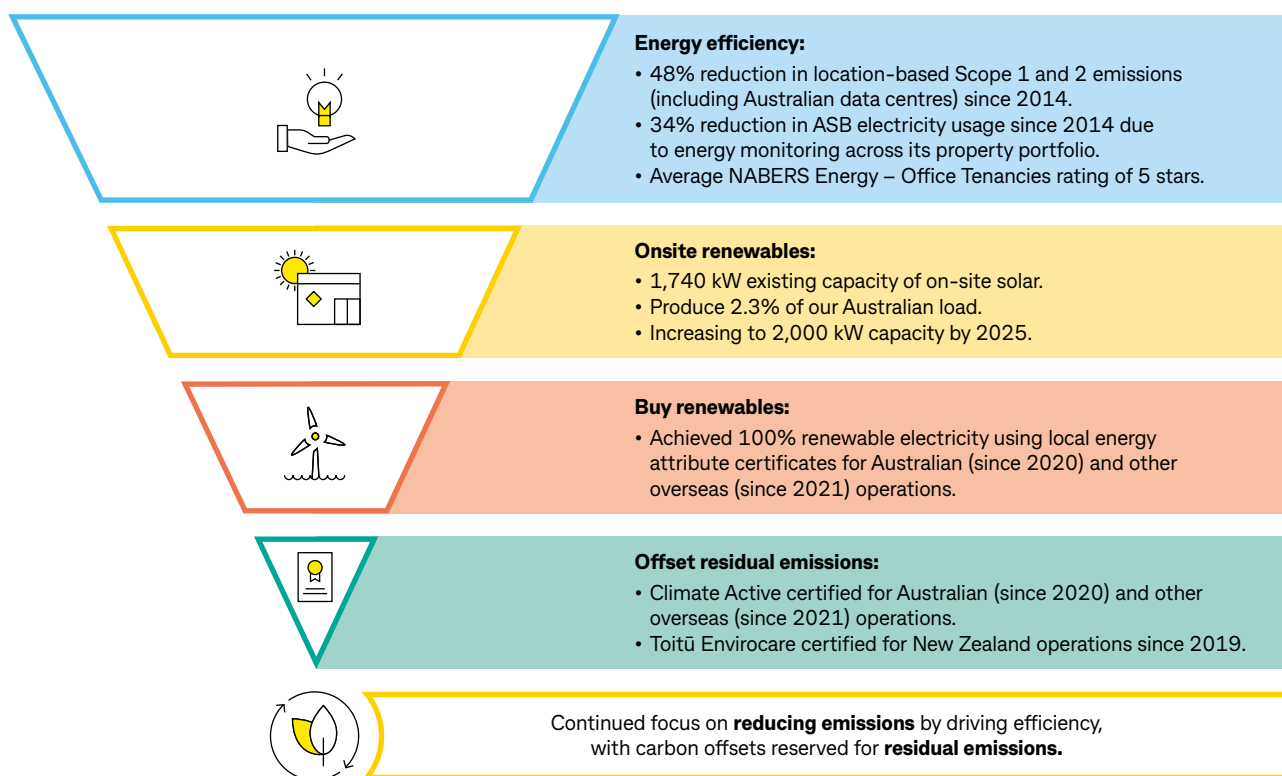 Energy efficiency:
• 48% reduction in location-based Scope 1 and 2 emissions
(including Australian data centres) since 2014.
• 34% reduction in ASB electricity usage since 2014 due
to energy monitoring across its property portfolio.
• Average NABERS Energy – Office Tenancies rating of 5 stars.
Onsite renewables:
• 1,740 kW existing capacity of on-site solar.
• Produce 2.3% of our Australian load.
• Increasing to 2,000 kW capacity by 2025.
Buy renewables:
• Achieved 100% renewable electricity using local energy
attribute certificates for Australian (since 2020) and other
overseas (since 2021) operations.
Offset residual emissions:
• Climate Active certified for Australian (since 2020) and other
overseas (since 2021) operations.
• Toitū Envirocare certified for New Zealand operations since 2019.
Continued focus on reducing emissions by driving efficiency,
with carbon offsets reserved for residual emissions.